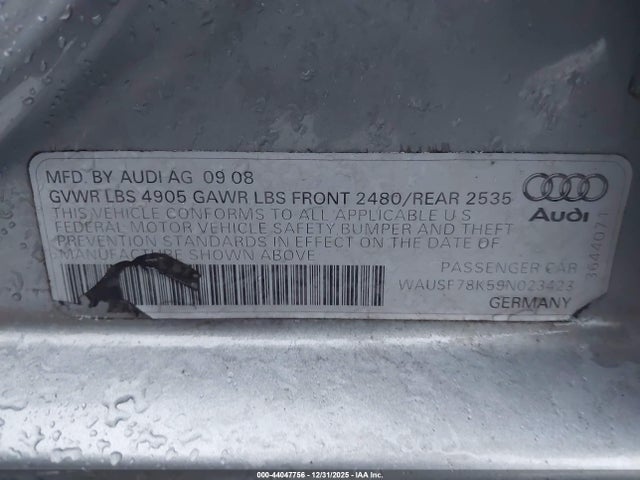 MFD. BY AUDI AG 09 08
GVWR LBS 4905 GAWR LBS FRONT 2480/REAR 2535
THIS VEHICLE CONFORMS TO ALL APPLICABLE U S
FEDERAL MOTOR VEHICLE SAFETY, BUMPER AND THEFT
PREVENTION STANDARDS IN EFFECT ON THE DATE OF
MANUFACTURE SHOWN ABOVE
Audi
3644071
PASSENGER CAR
WAUSF78K59N023423
GERMANY
000-44047756 - 12/31/2025 - IAA Inc.